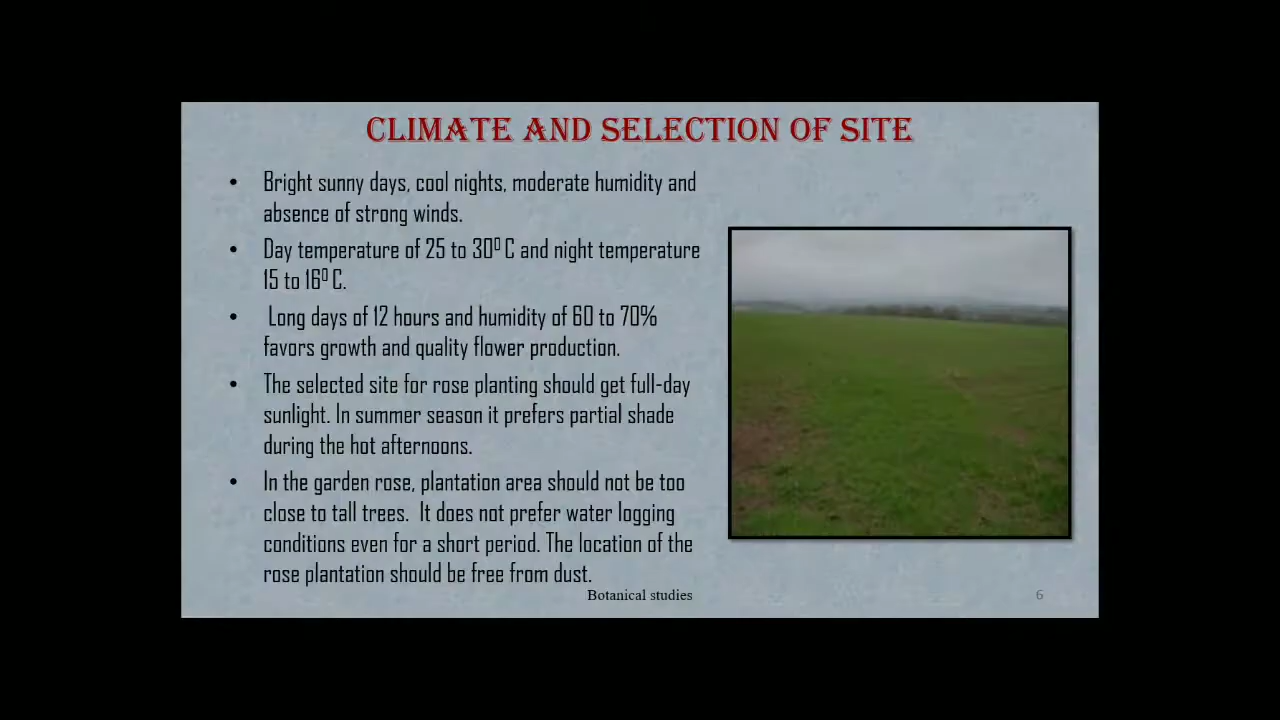 CLIMATE AND SELECTION OF SITE
• Bright sunny days, cool nights, moderate humidity and
absence of strong winds.
• Day temperature of 25 to 30⁰ C and night temperature
15 to 16⁰ C.
• Long days of 12 hours and humidity of 60 to 70%
favors growth and quality flower production.
• The selected site for rose planting should get full-day
sunlight. In summer season it prefers partial shade
during the hot afternoons.
• In the garden rose, plantation area should not be too
close to tall trees. It does not prefer water logging
conditions even for a short period. The location of the
rose plantation should be free from dust.
Botanical studies
6